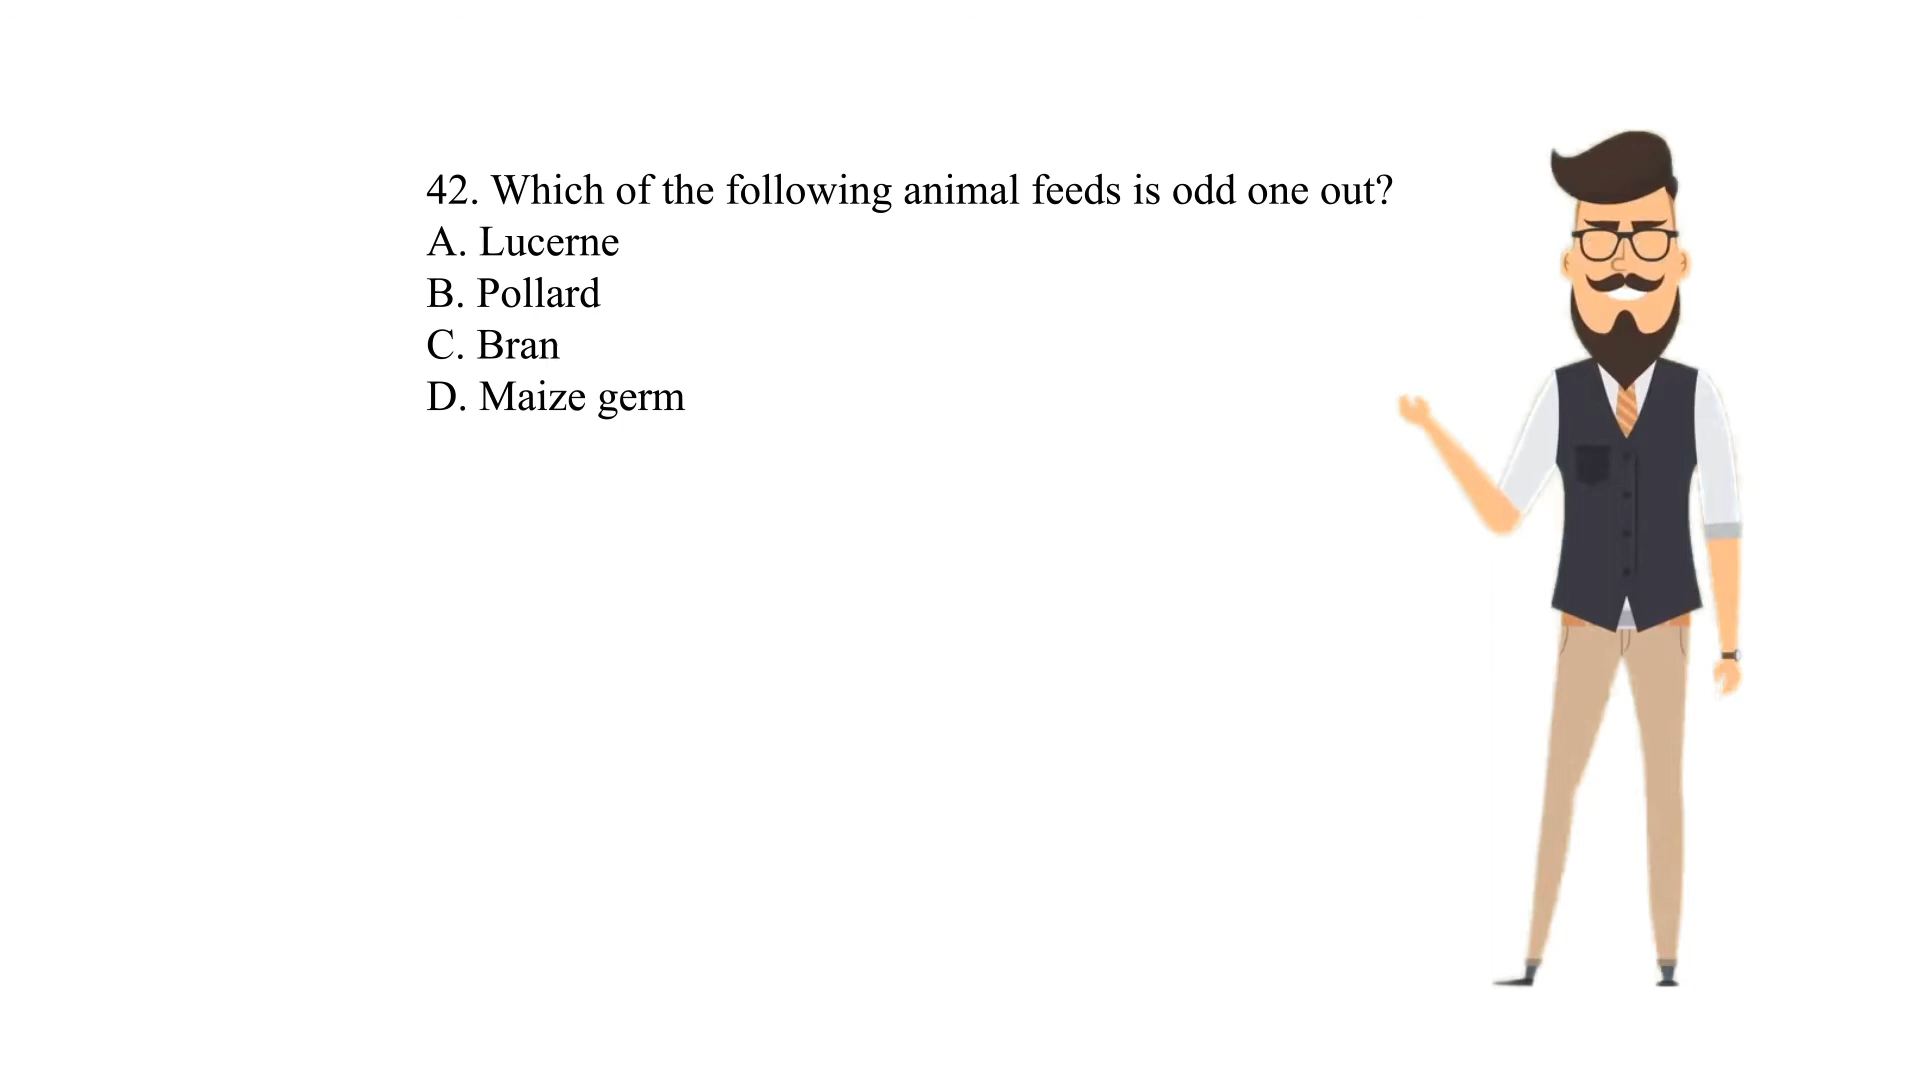 42. Which of the following animal feeds is odd one out?
A. Lucerne
B. Pollard
C. Bran
D. Maize germ